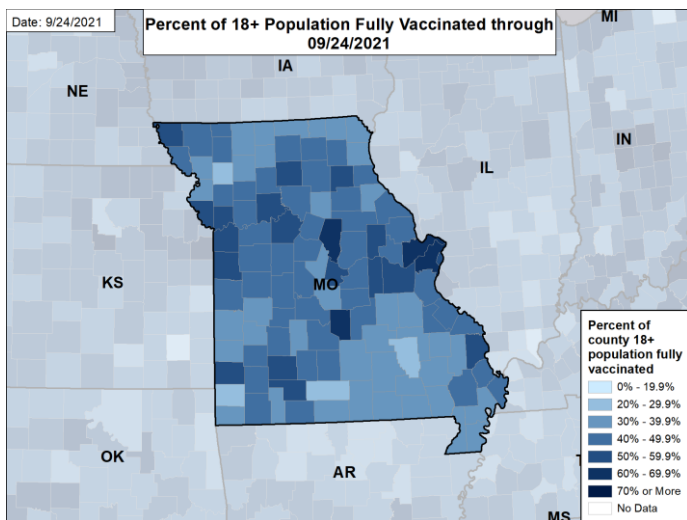 Date: 9/24/2021
Percent of 18+ Population Fully Vaccinated through
09/24/2021
MI
IA
NE
IN
IL
KS
MO
OK
AR
MS
Percent of
county 18+
population fully
vaccinated
0% - 19.9%
20% - 29.9%
30% - 39.9%
40% - 49.9%
50% - 59.9%
60% - 69.9%
70% or More
No Data